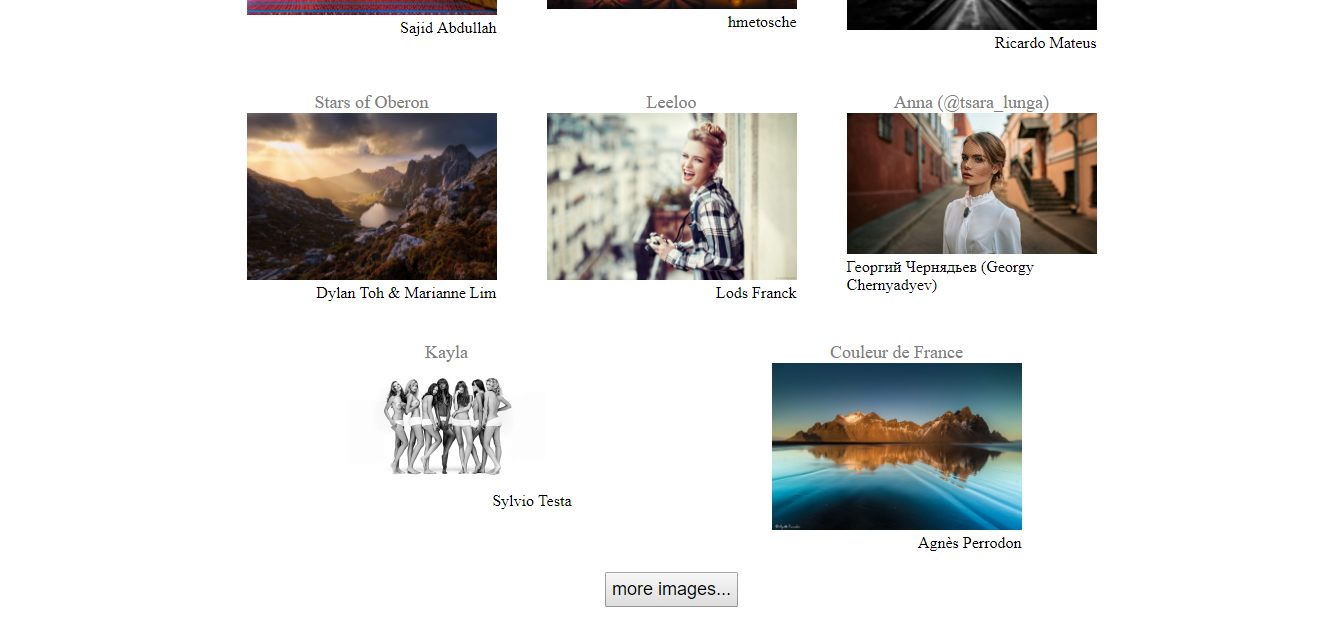 Sajid Abdullah
hmetosche
Ricardo Mateus
Stars of Oberon
Leeloo
Anna (@tsara_lunga)
Dylan Toh & Marianne Lim
Lods Franck
Георгий Чернядьев (Georgy
Chernyadyev)
Kayla
Couleur de France
Sylvio Testa
Agnès Perrodon
more images...